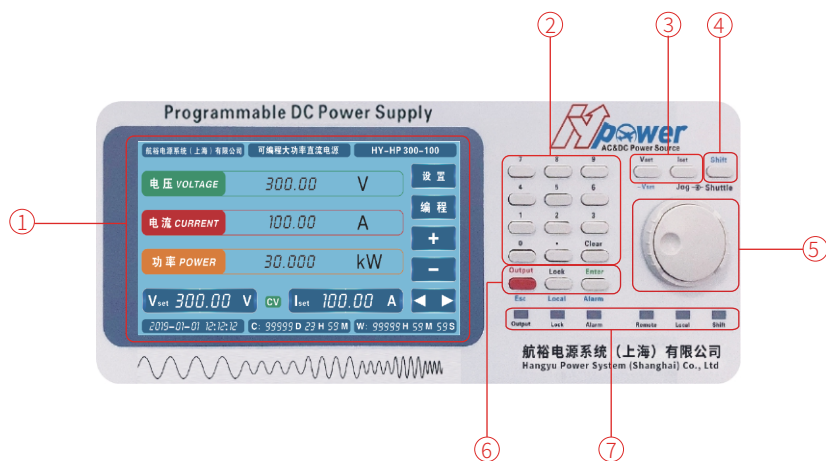 ② ③ ④
Programmable DC Power Supply
Hypower
AC&DC Power Source
航裕电源系统（上海）有限公司 可编程大功率直流电源 HY-HP 300-100
电压 VOLTAGE 300.00 V 设置
电流 CURRENT 100.00 A 编程
功率 POWER 30.000 kW + −
Vset 300.00 V CV Iset 100.00 A ◀ ▶
2019-01-01 12:12:12 C: 99999 D 23 H 59 M W: 99999 H 59 M 59 S
①
7 8 9
4 5 6
1 2 3
0 • Clear
Output Lock Enter
Esc Local Alarm
Vset Iset Shift
Jog Shuttle
⑤
Output Lock Alarm Remote Local Shift
航裕电源系统（上海）有限公司
Hangyu Power System (Shanghai) Co., Ltd
⑥ ⑦